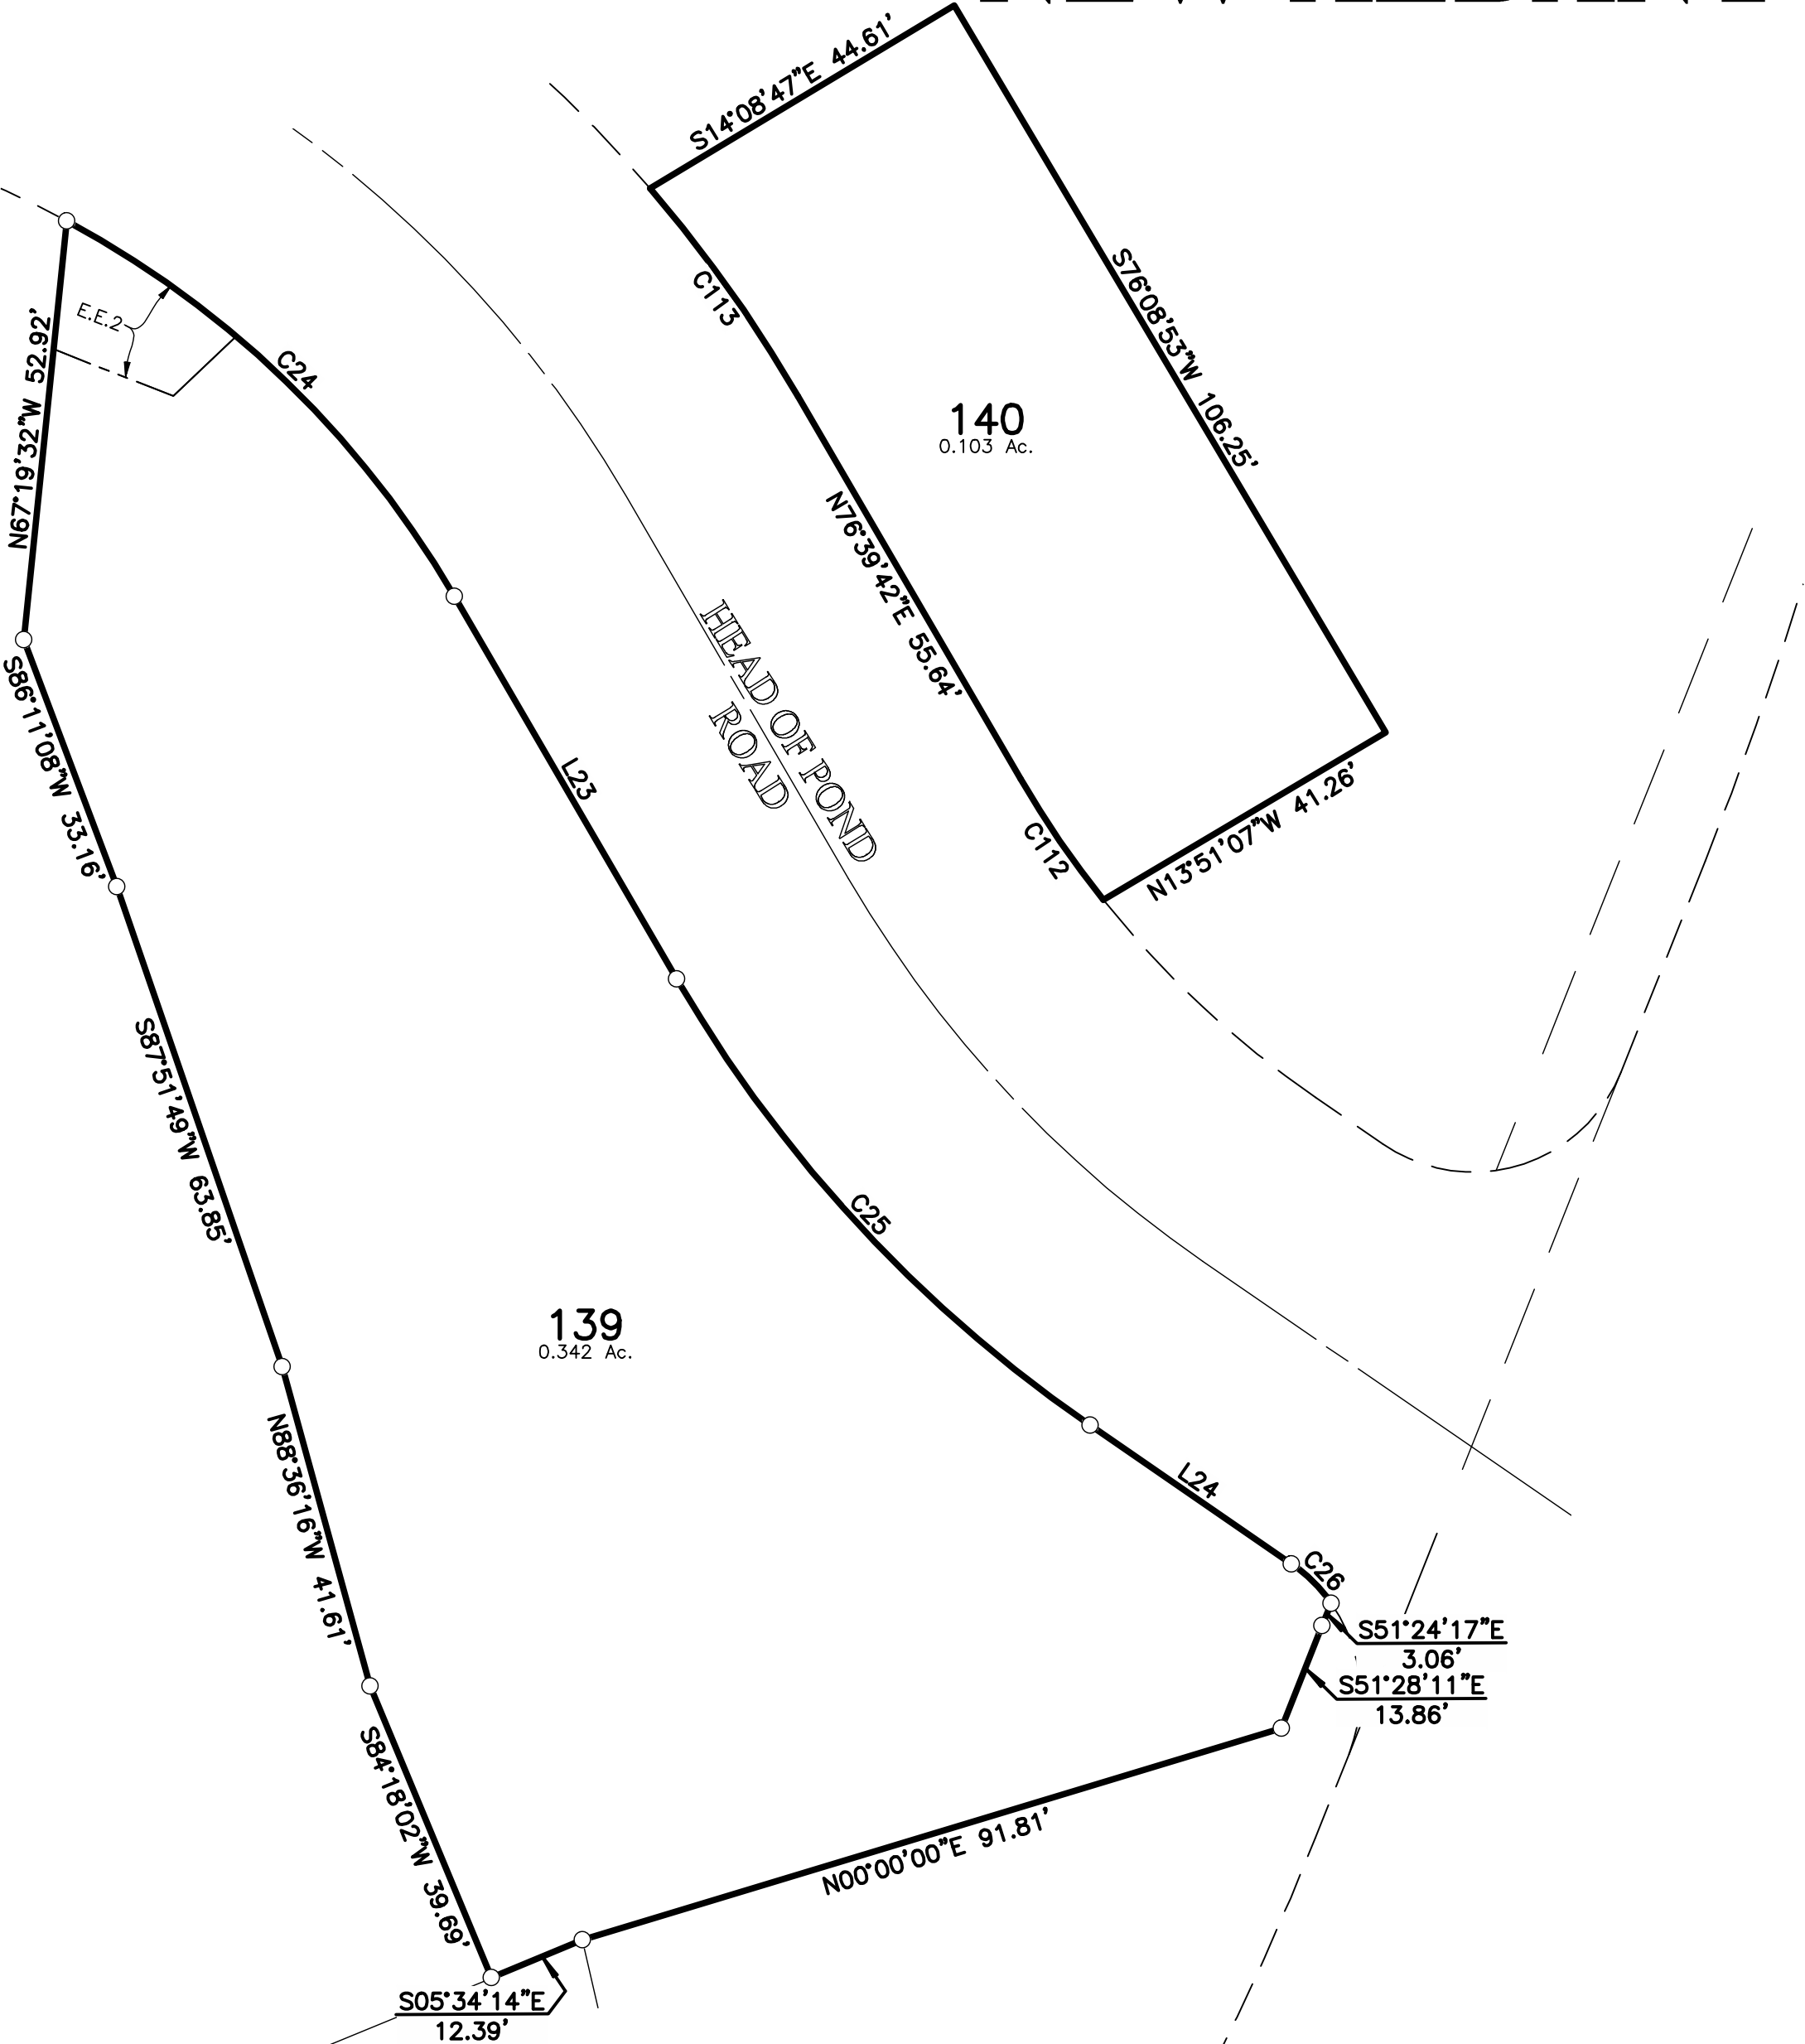 S14°08'47"E 44.61'
C113
S76°08'53"W 106.25'
E.E.2
C24
N67°19'32"W 52.92'
140
0.103 Ac.
N76°39'42"E 55.64'
HEAD OF POND
ROAD
S86°11'08"W 33.16'
L23
C112
N13°51'07"W 41.26'
S87°51'49"W 63.85'
C25
139
0.342 Ac.
N88°36'16"W 41.61'
L24
C26
S51°24'17"E
3.06'
S51°28'11"E
13.86'
S84°18'02"W 39.69'
N00°00'00"E 91.81'
S05°34'14"E
12.39'